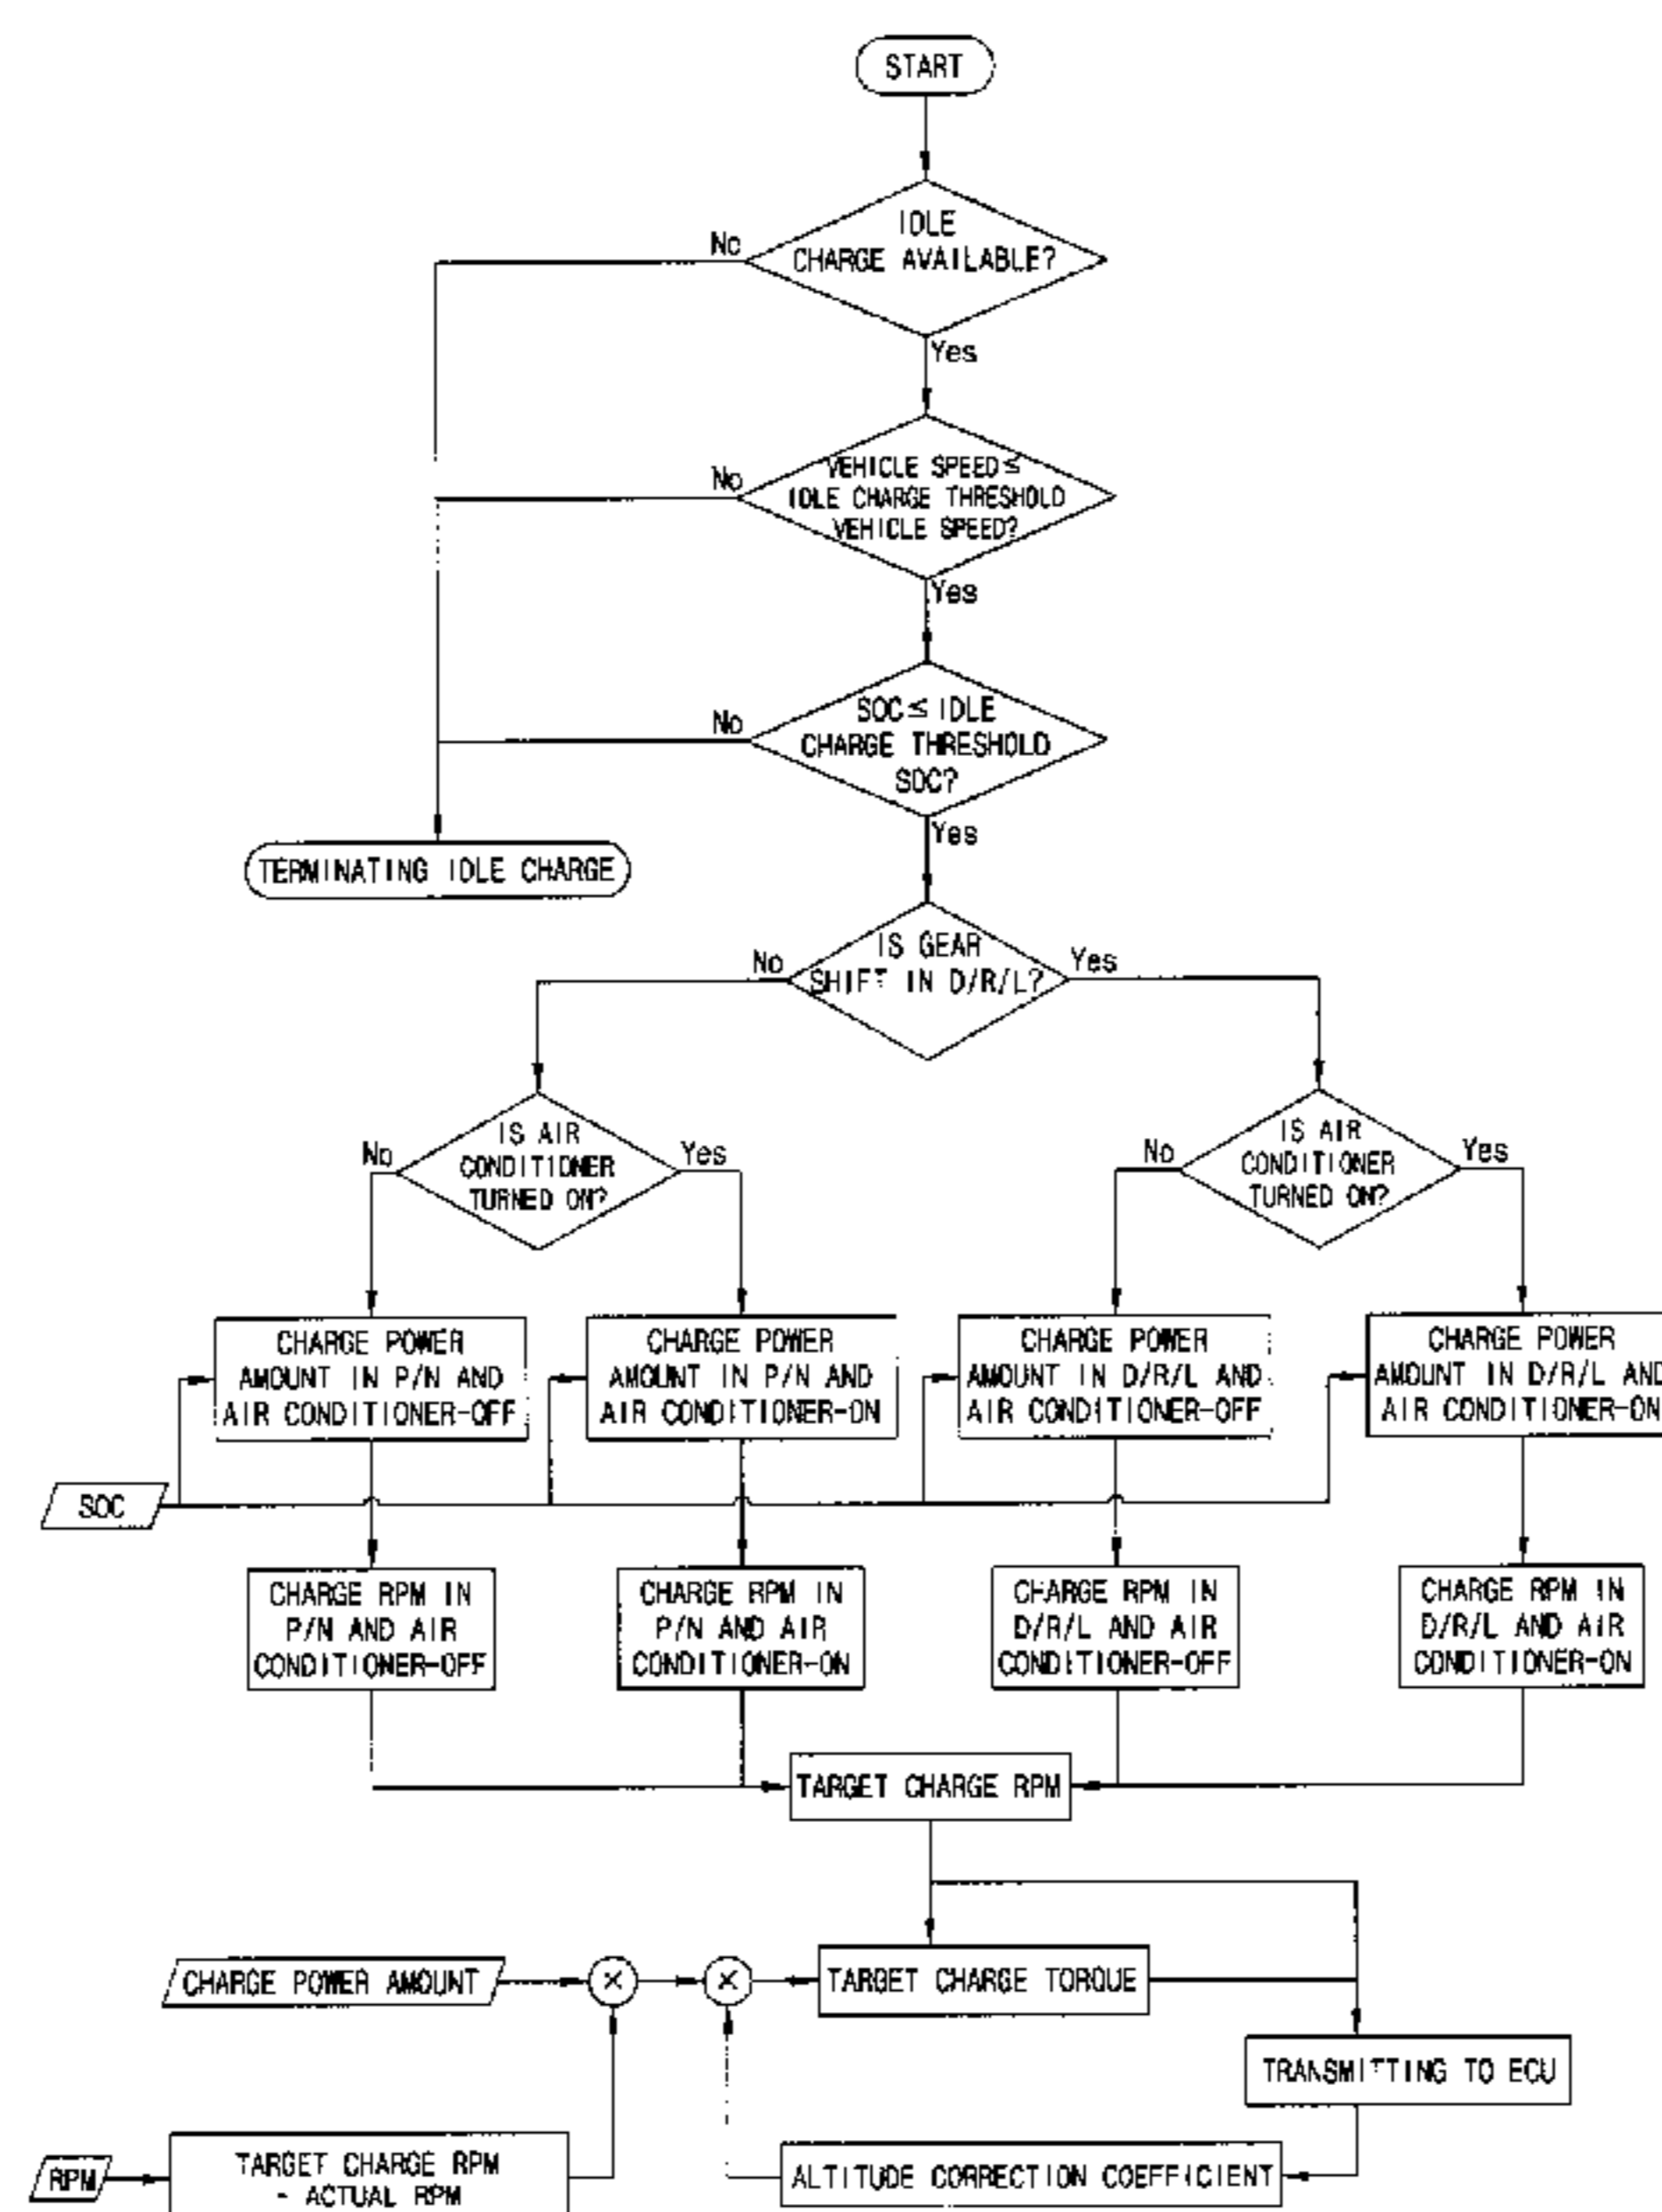 START
IDLE
CHARGE AVAILABLE?
No
Yes
VEHICLE SPEED≤
IDLE CHARGE THRESHOLD
VEHICLE SPEED?
No
Yes
SOC≤IDLE
CHARGE THRESHOLD
SOC?
No
Yes
TERMINATING IDLE CHARGE
IS GEAR
SHIFT IN D/R/L?
No
Yes
IS AIR
CONDITIONER
TURNED ON?
No
Yes
IS AIR
CONDITIONER
TURNED ON?
No
Yes
CHARGE POWER
AMOUNT IN P/N AND
AIR CONDITIONER-OFF
CHARGE POWER
AMOUNT IN P/N AND
AIR CONDITIONER-ON
CHARGE POWER
AMOUNT IN D/R/L AND
AIR CONDITIONER-OFF
CHARGE POWER
AMOUNT IN D/R/L AND
AIR CONDITIONER-ON
SOC
CHARGE RPM IN
P/N AND AIR
CONDITIONER-OFF
CHARGE RPM IN
P/N AND AIR
CONDITIONER-ON
CHARGE RPM IN
D/R/L AND AIR
CONDITIONER-OFF
CHARGE RPM IN
D/R/L AND AIR
CONDITIONER-ON
TARGET CHARGE RPM
CHARGE POWER AMOUNT
×
×
TARGET CHARGE TORQUE
TRANSMITTING TO ECU
RPM
TARGET CHARGE RPM
- ACTUAL RPM
ALTITUDE CORRECTION COEFFICIENT